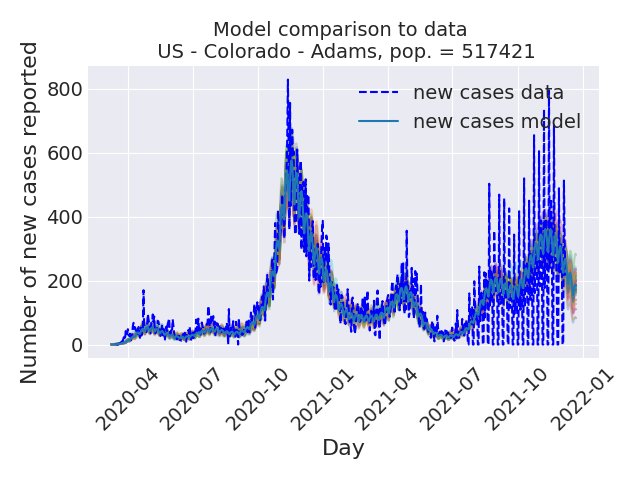 Model comparison to data
US - Colorado - Adams, pop. = 517421
Number of new cases reported
800
600
400
200
0
new cases data
new cases model
2020-04
2020-07
2020-10
2021-01
2021-04
2021-07
2021-10
2022-01
Day